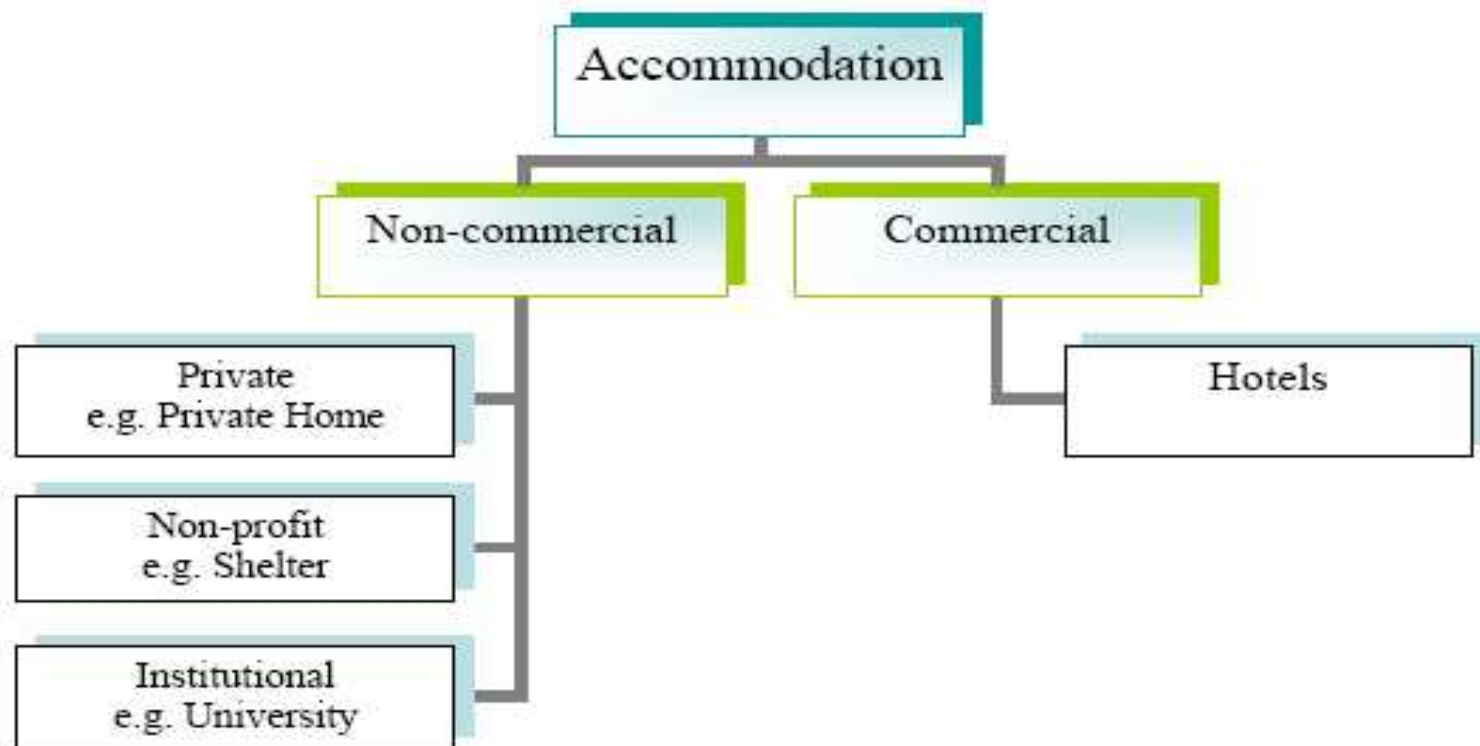 Accommodation
Non-commercial
Commercial
Private
e.g. Private Home
Hotels
Non-profit
e.g. Shelter
Institutional
e.g. University